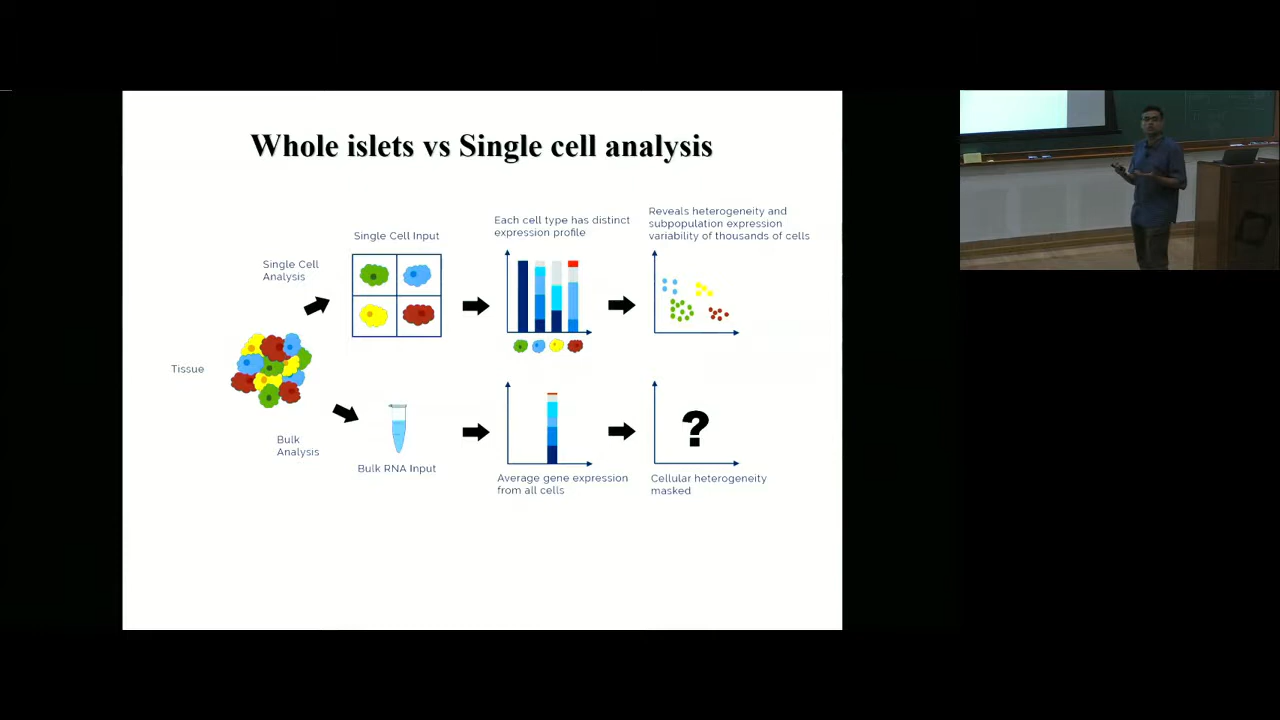 Whole islets vs Single cell analysis
Single Cell
Analysis
Single Cell Input
Each cell type has distinct
expression profile
Reveals heterogeneity and
subpopulation expression
variability of thousands of cells
Tissue
Bulk
Analysis
Bulk RNA Input
Average gene expression
from all cells
?
Cellular heterogeneity
masked